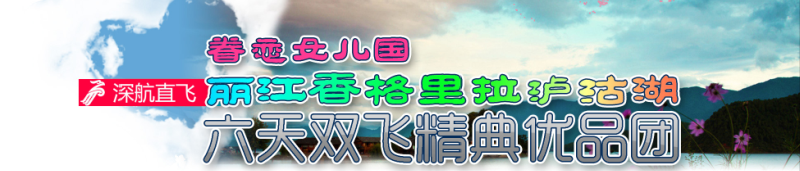 眷恋女儿国
深航直飞
丽江香格里拉泸沽湖
六天双飞精典优品团